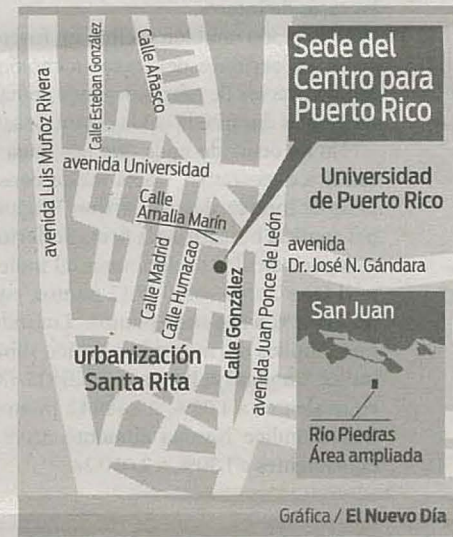 Sede del
Centro para
Puerto Rico
avenida Luis Muñoz Rivera
Calle Esteban González
Calle Añasco
avenida Universidad
Calle
Amalia Marín
Calle Madrid
Calle Humacao
Calle González
avenida Juan Ponce de León
Universidad
de Puerto Rico
avenida
Dr. José N. Gándara
urbanización
Santa Rita
San Juan
Río Piedras
Área ampliada
Gráfica / El Nuevo Día